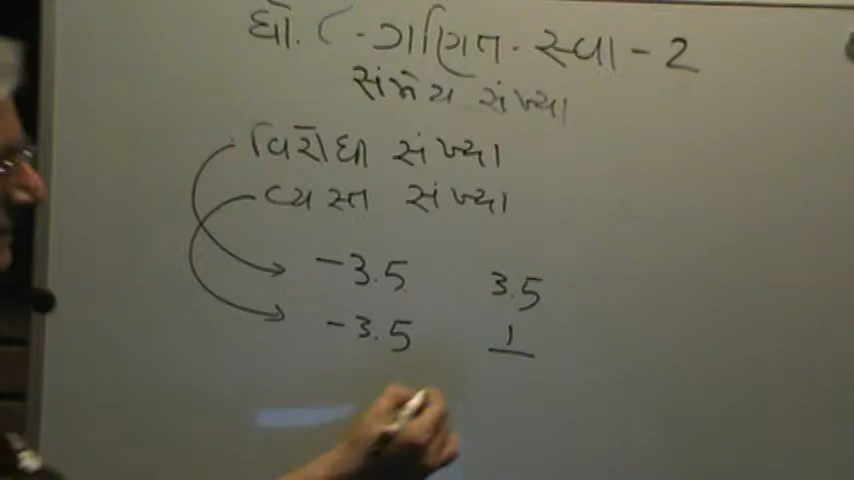 ધો. ૮ - ગણિત - સ્વા - 2
સંમેય સંખ્યા
વિરોધી સંખ્યા
વ્યસ્ત સંખ્યા
-3.5 3.5
-3.5 1